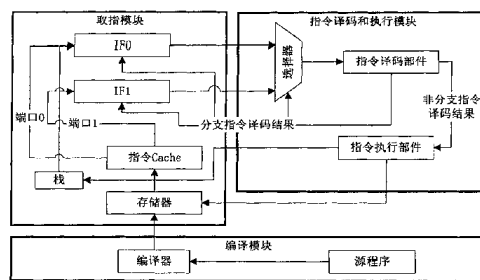 取指模块
指令译码和执行模块
IF0
选择器
指令译码部件
IF1
分支指令译码结果
非分支指令
译码结果
端口0
端口1
指令Cache
指令执行部件
栈
存储器
编译模块
编译器
源程序